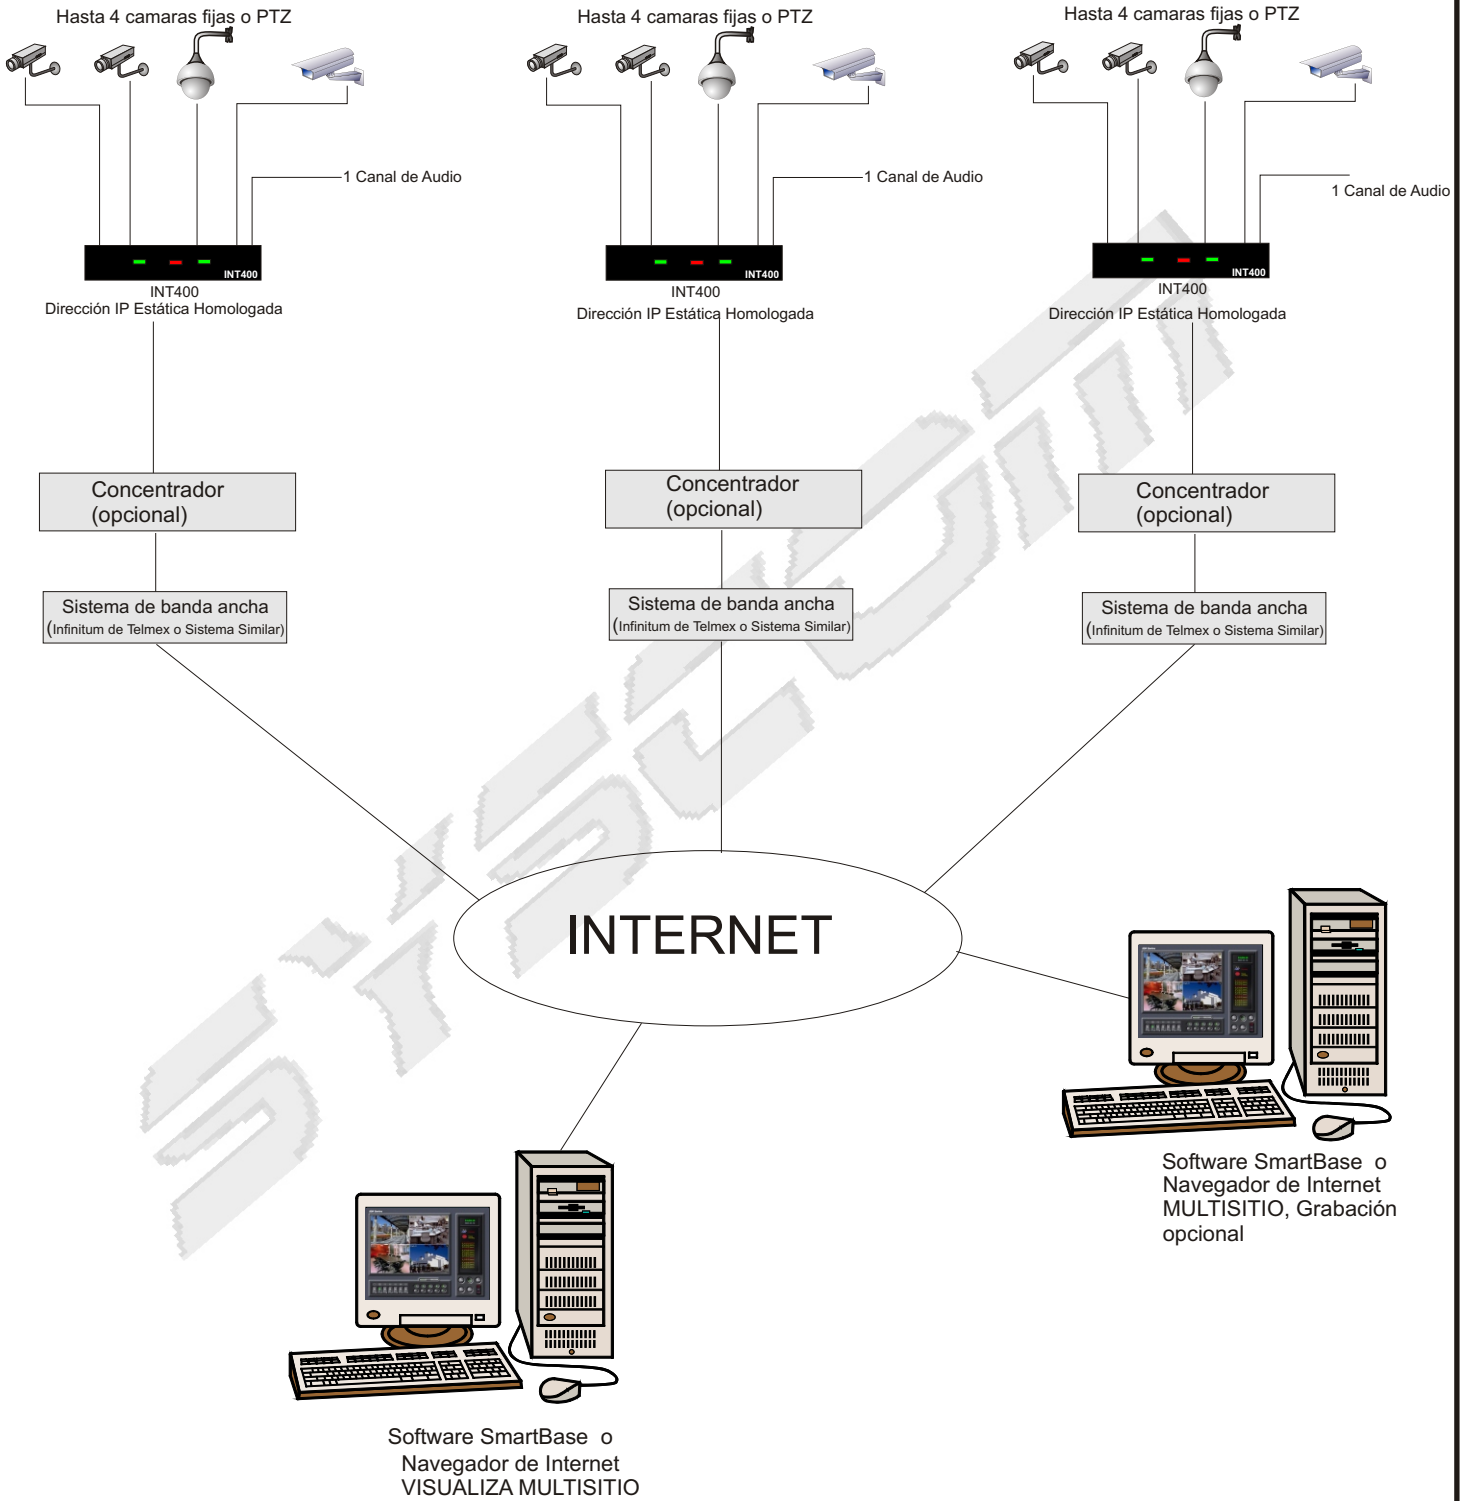 Hasta 4 camaras fijas o PTZ
Hasta 4 camaras fijas o PTZ
Hasta 4 camaras fijas o PTZ
1 Canal de Audio
1 Canal de Audio
1 Canal de Audio
INT400
INT400
INT400
INT400
INT400
INT400
Dirección IP Estática Homologada
Dirección IP Estática Homologada
Dirección IP Estática Homologada
Concentrador
(opcional)
Concentrador
(opcional)
Concentrador
(opcional)
Sistema de banda ancha
(Infinitum de Telmex o Sistema Similar)
Sistema de banda ancha
(Infinitum de Telmex o Sistema Similar)
Sistema de banda ancha
(Infinitum de Telmex o Sistema Similar)
SYSCOM
INTERNET
Software SmartBase o
Navegador de Internet
MULTISITIO, Grabación
opcional
Software SmartBase o
Navegador de Internet
VISUALIZA MULTISITIO